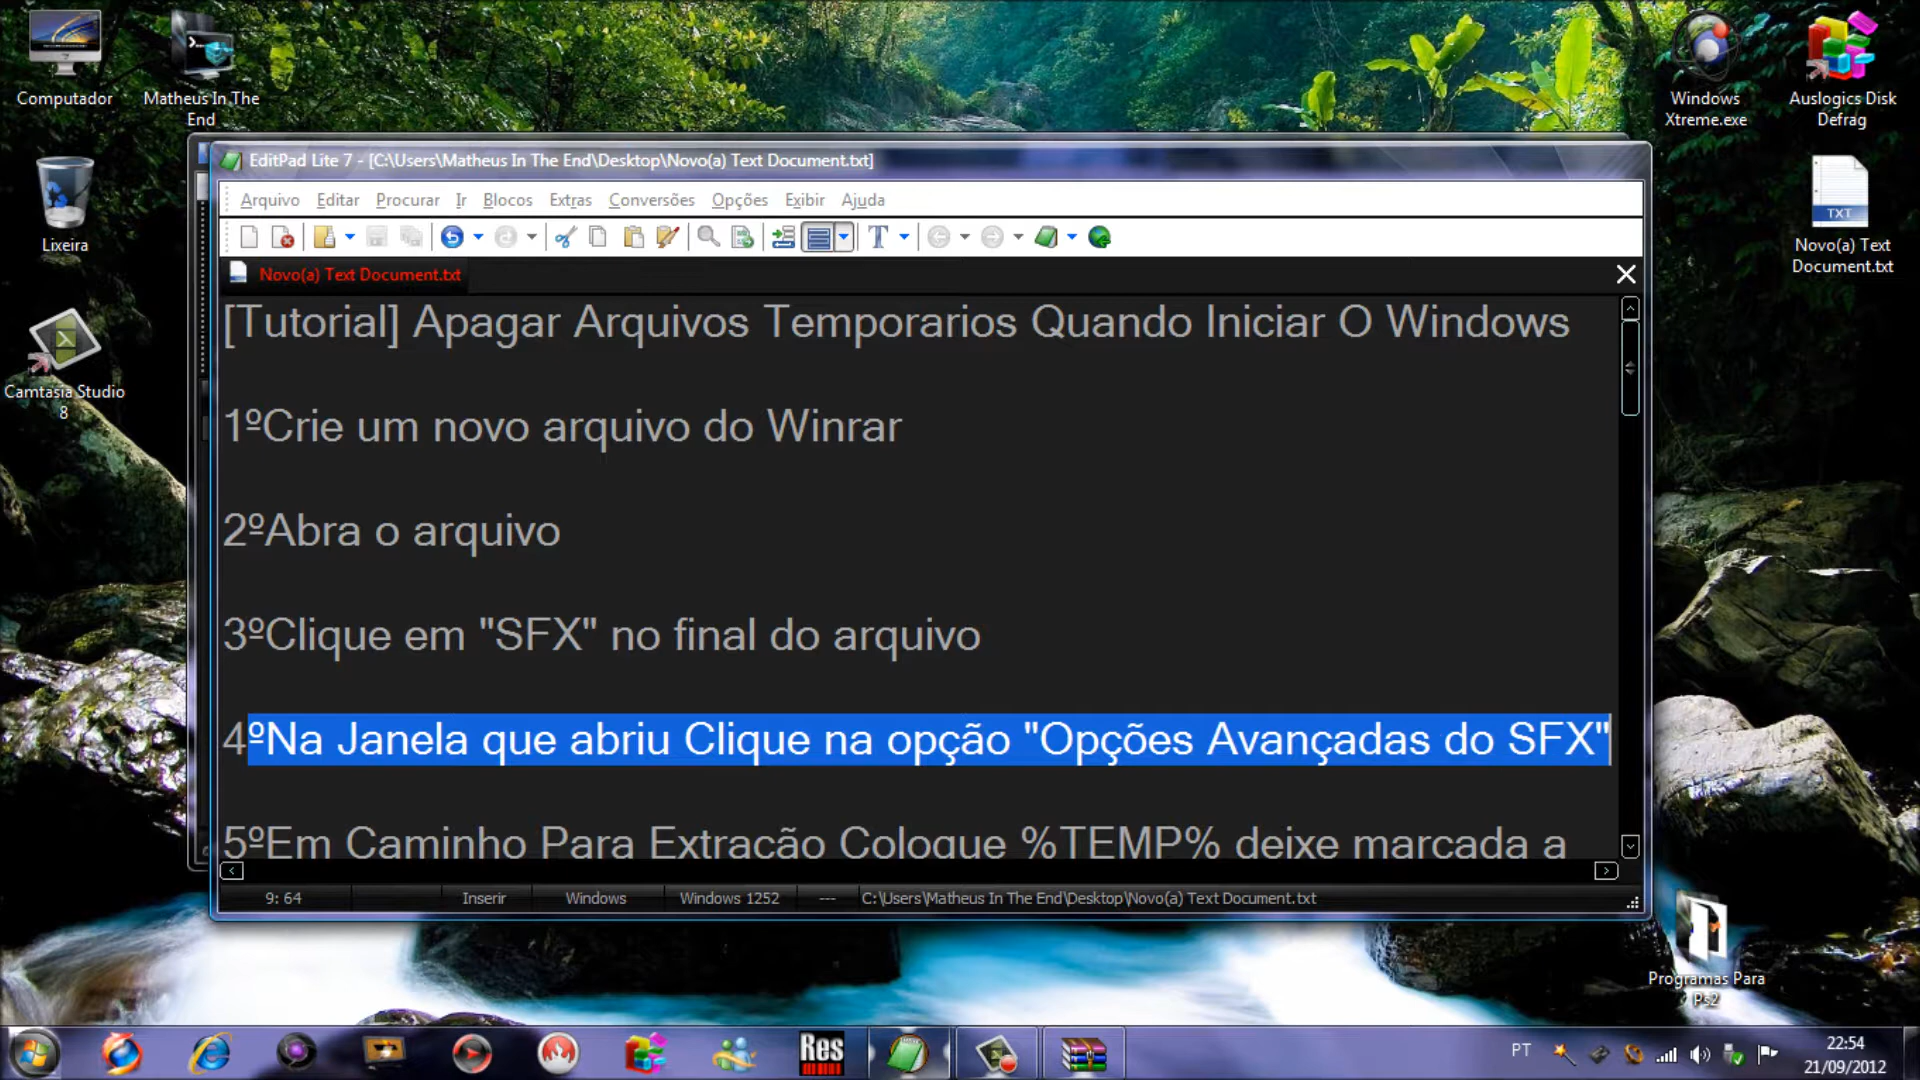 Computador
Matheus In The
End
Windows
Xtreme.exe
Auslogics Disk
Defrag
Lixeira
TXT
Novo(a) Text
Document.txt
Camtasia Studio
8
EditPad Lite 7 - [C:\Users\Matheus In The End\Desktop\Novo(a) Text Document.txt]
Arquivo Editar Procurar Ir Blocos Extras Conversões Opções Exibir Ajuda
Novo(a) Text Document.txt
[Tutorial] Apagar Arquivos Temporarios Quando Iniciar O Windows
1ºCrie um novo arquivo do Winrar
2ºAbra o arquivo
3ºClique em "SFX" no final do arquivo
4ºNa Janela que abriu Clique na opção "Opções Avançadas do SFX"
5ºEm Caminho Para Extração Coloque %TEMP% deixe marcada a
9: 64 Inserir Windows Windows 1252 --- C:\Users\Matheus In The End\Desktop\Novo(a) Text Document.txt
Programas Para
Ps2
Res
PT
22:54
21/09/2012